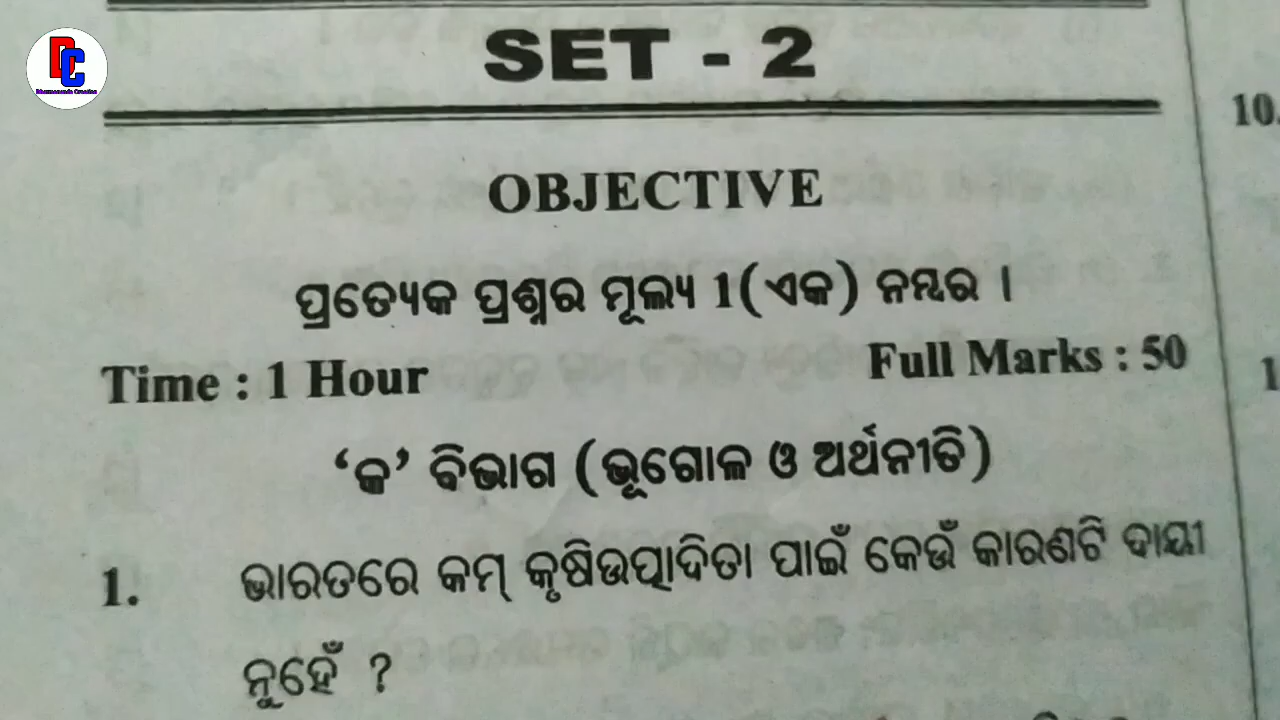 SET - 2
OBJECTIVE
ପ୍ରତ୍ୟେକ ପ୍ରଶ୍ନର ମୂଲ୍ୟ 1(ଏକ) ନମ୍ବର ।
Time : 1 Hour
Full Marks : 50
‘କ’ ବିଭାଗ (ଭୂଗୋଳ ଓ ଅର୍ଥନୀତି)
1. ଭାରତରେ କମ୍ କୃଷିଉତ୍ପାଦିତା ପାଇଁ କେଉଁ କାରଣଟି ଦାୟୀ
ନୁହେଁ ?
10.
DC